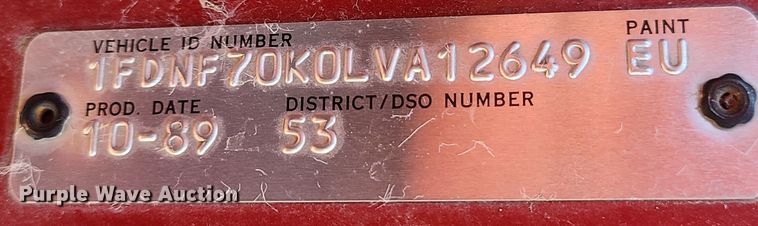 VEHICLE ID NUMBER PAINT
1FDNF70K0LVA12649 EU
PROD. DATE DISTRICT/DSO NUMBER
10-89 53
Purple Wave Auction